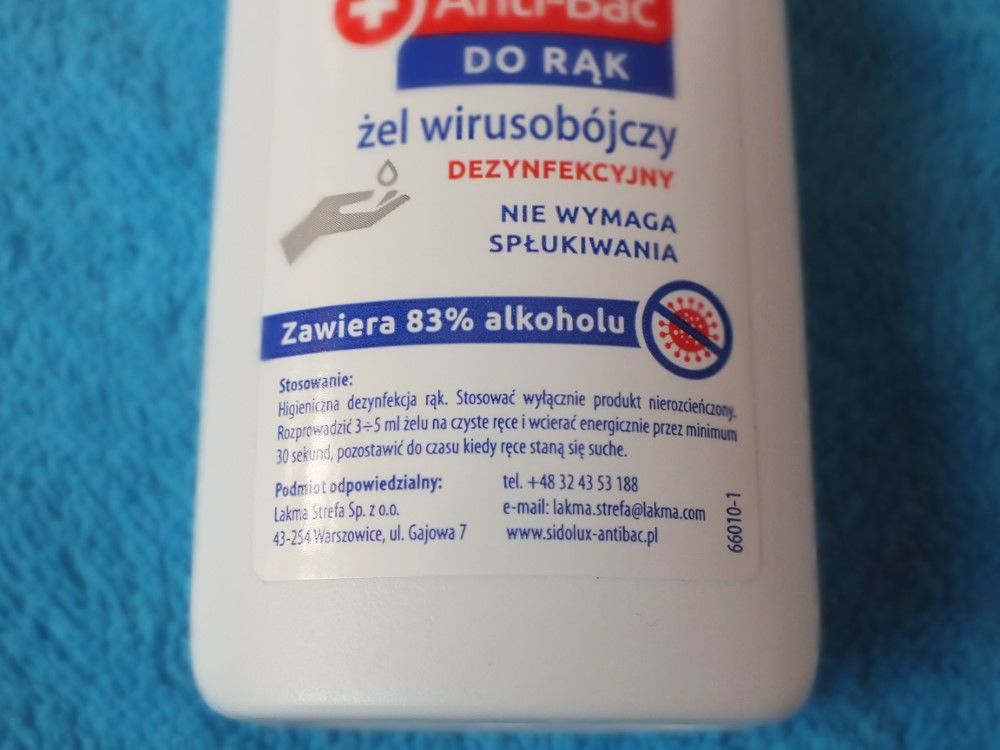 Anti-Bac
DO RĄK
żel wirusobójczy
DEZYNFEKCYJNY
NIE WYMAGA
SPŁUKIWANIA
Zawiera 83% alkoholu
Stosowanie:
Higieniczna dezynfekcja rąk. Stosować wyłącznie produkt nierozcieńczony.
Rozprowadzić 3÷5 ml żelu na czyste ręce i wcierać energicznie przez minimum
30 sekund, pozostawić do czasu kiedy ręce staną się suche.
Podmiot odpowiedzialny:
Lakma Strefa Sp. z o.o.
43-254 Warszowice, ul. Gajowa 7
tel. +48 32 43 53 188
e-mail: lakma.strefa@lakma.com
www.sidolux-antibac.pl
66010-1